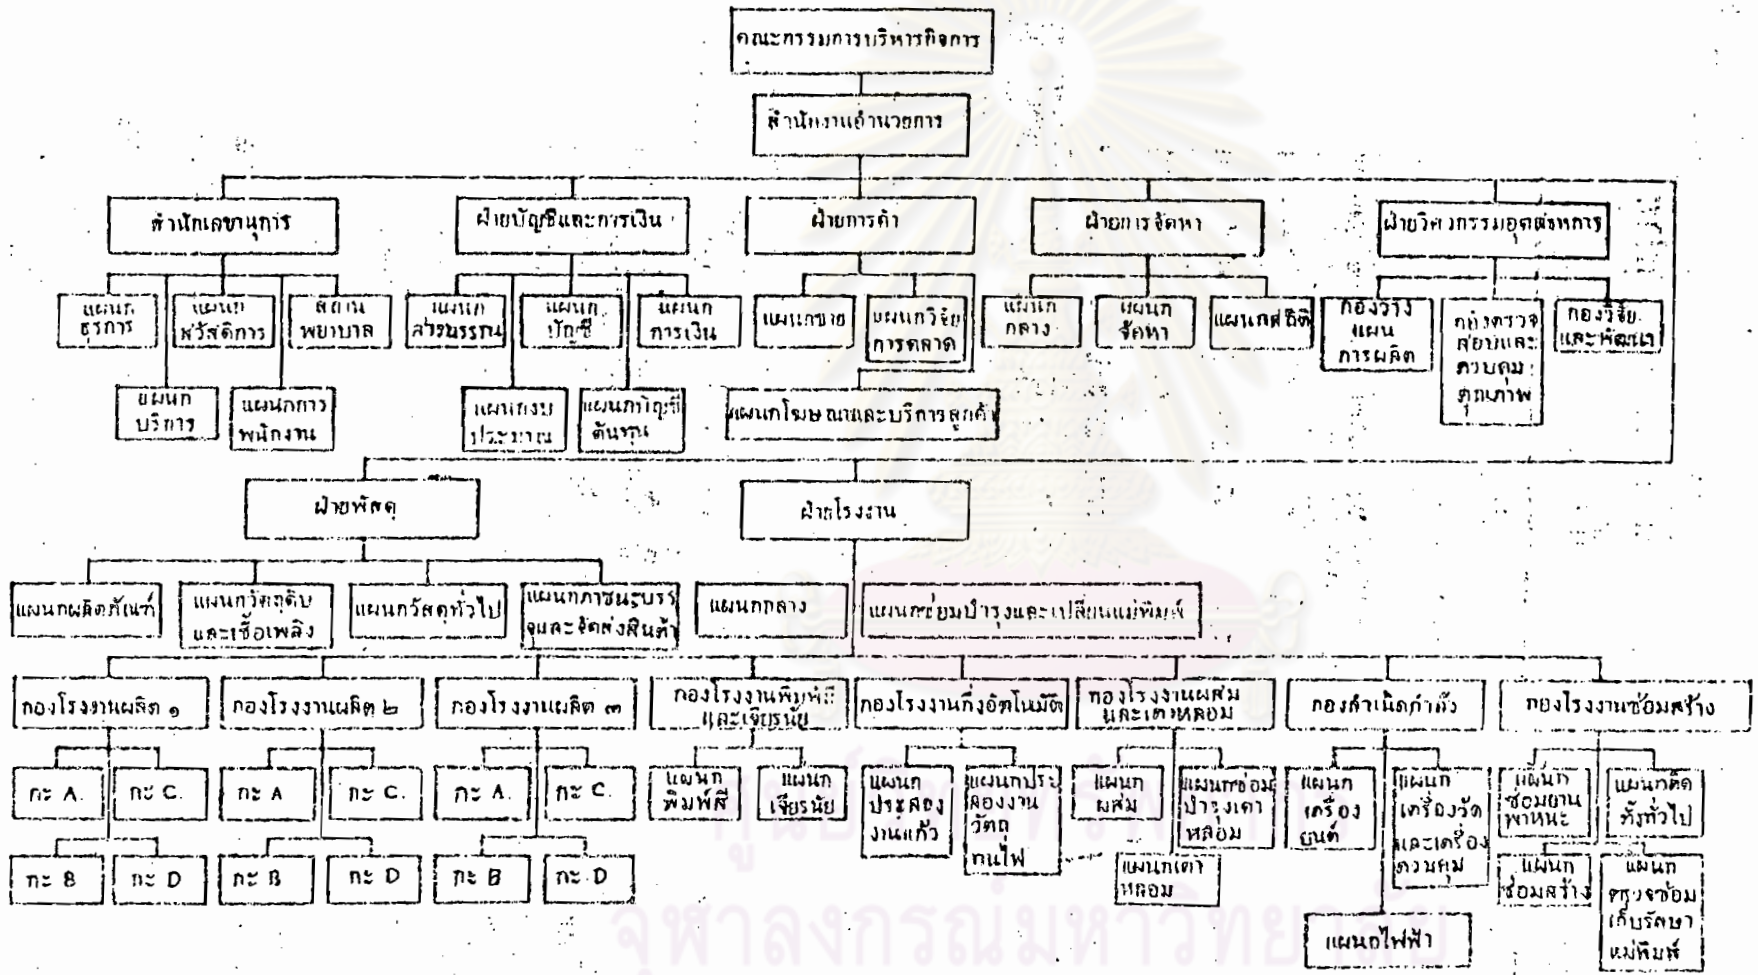 คณะกรรมการบริหารกิจการ
สำนักงานอำนวยการ
สำนักเลขานุการ
ฝ่ายบัญชีและการเงิน
ฝ่ายการค้า
ฝ่ายการจัดหา
ฝ่ายวิศวกรรมอุตสาหการ
แผนก
ธุรการ
แผนก
สวัสดิการ
สถาน
พยาบาล
แผนก
สารบรรณ
แผนก
บัญชี
แผนก
การเงิน
แผนกขาย
แผนกวิจัย
การตลาด
แผนก
กลาง
แผนก
จัดหา
แผนกสถิติ
กองวาง
แผน
การผลิต
กองตรวจ
สอบและ
ควบคุม
คุณภาพ
กองวิจัย
และพัฒนา
แผนก
บริการ
แผนกการ
พนักงาน
แผนกงบ
ประมาณ
แผนกบัญชี
ต้นทุน
แผนกโฆษณาและบริการลูกค้า
ฝ่ายพัสดุ
ฝ่ายโรงงาน
แผนกผลิตภัณฑ์
แผนกวัตถุดิบ
และเชื้อเพลิง
แผนกวัสดุทั่วไป
แผนกภาชนะบรร
จุและจัดส่งสินค้า
แผนกกลาง
แผนกซ่อมบำรุงและเปลี่ยนแม่พิมพ์
กองโรงงานผลิต ๑
กองโรงงานผลิต ๒
กองโรงงานผลิต ๓
กองโรงงานพิมพ์สี
และเจียรนัย
กองโรงงานกึ่งอัตโนมัติ
กองโรงงานผสม
และเตาหลอม
กองกำเนิดกำลัง
กองโรงงานซ่อมสร้าง
กะ A.
กะ C.
กะ A
กะ C.
กะ A.
กะ C.
แผนก
พิมพ์สี
แผนก
เจียรนัย
แผนก
ประลอง
งานแก้ว
แผนกประ
ลองงาน
วัตถุ
ทนไฟ
แผนก
ผสม
แผนกซ่อม
บำรุงเตา
หลอม
แผนก
เครื่อง
ยนต์
แผนก
เครื่องวัด
และเครื่อง
ควบคุม
แผนก
ซ่อมยาน
พาหนะ
แผนกติด
ตั้งทั่วไป
กะ B
กะ D
กะ B
กะ D
กะ B
กะ D
แผนกเตา
หลอม
แผนก
ซ่อมสร้าง
แผนก
ตรวจซ่อม
เก็บรักษา
แม่พิมพ์
แผนกไฟฟ้า
ศูนย์วิทยทรัพยากร
จุฬาลงกรณ์มหาวิทยาลัย